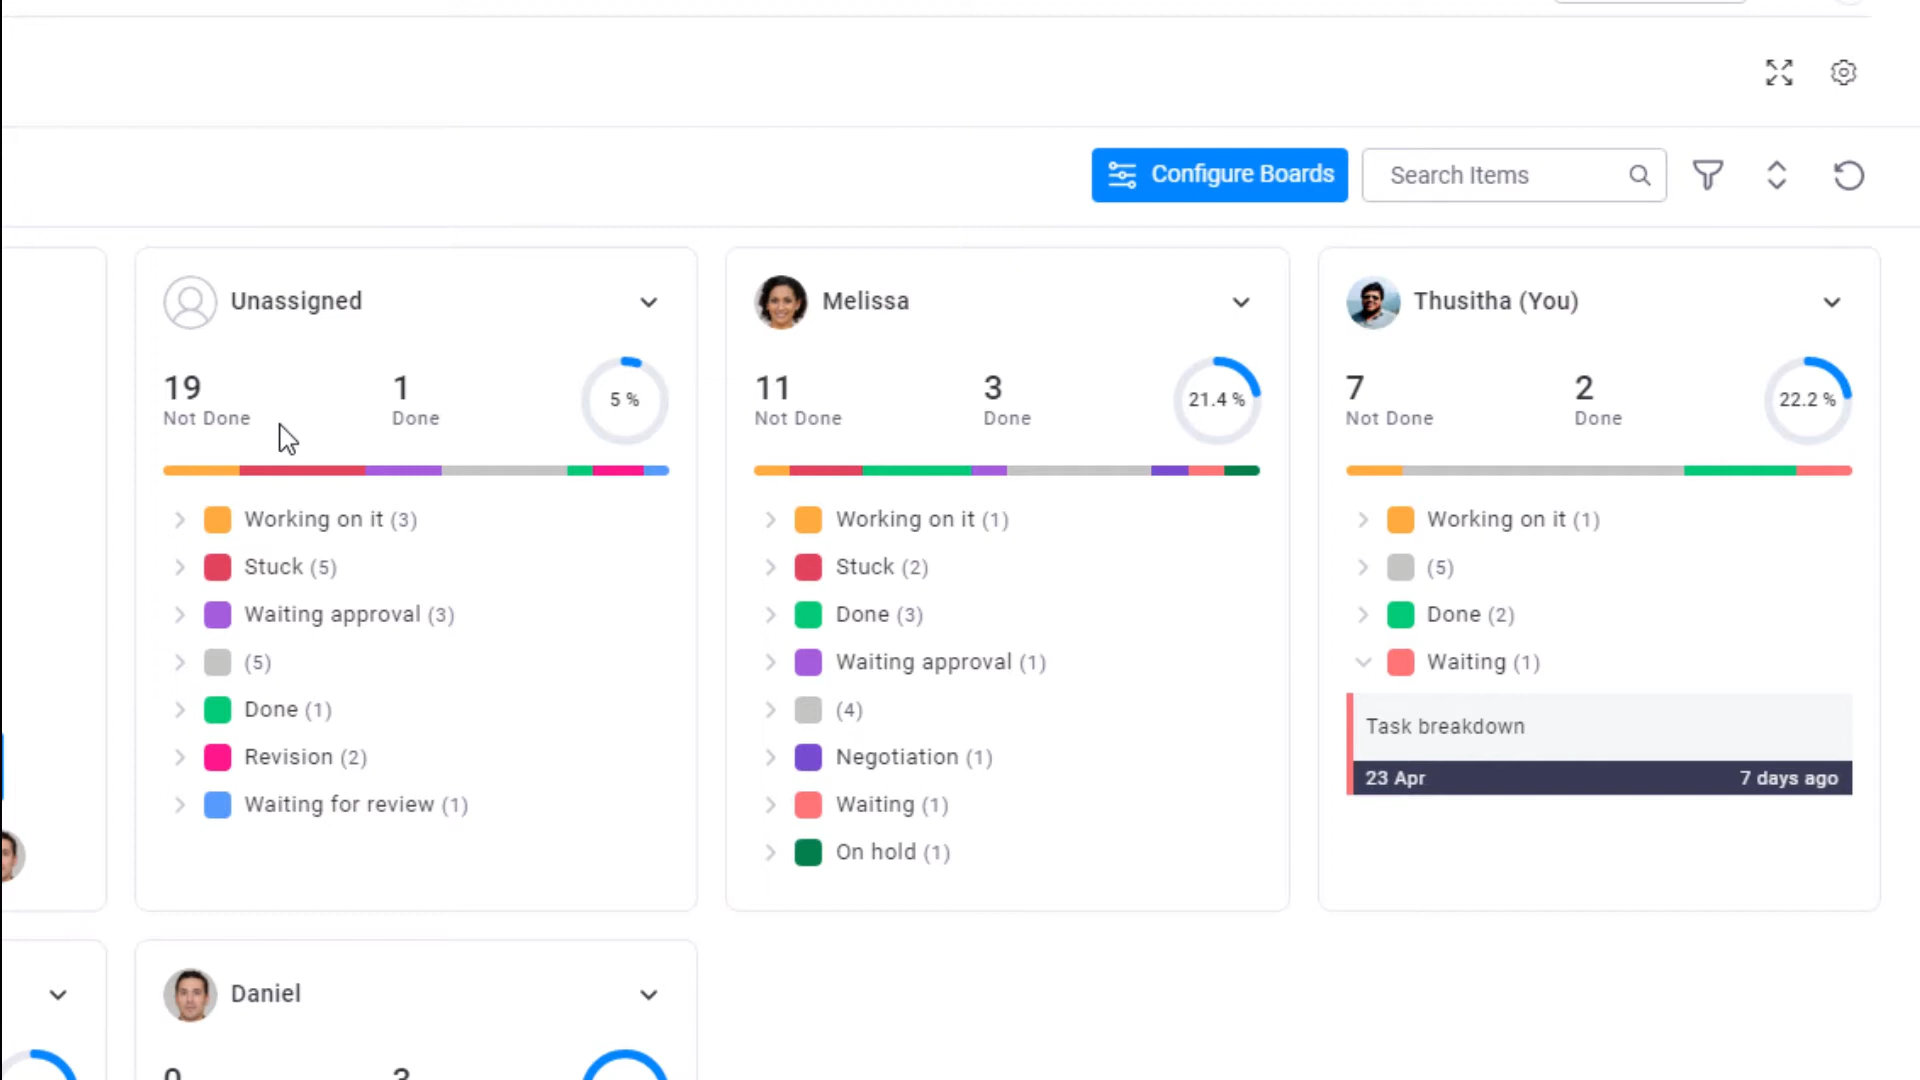 Configure Boards
Search Items
Unassigned
19
Not Done
1
Done
5 %
Working on it (3)
Stuck (5)
Waiting approval (3)
(5)
Done (1)
Revision (2)
Waiting for review (1)
Melissa
11
Not Done
3
Done
21.4 %
Working on it (1)
Stuck (2)
Done (3)
Waiting approval (1)
(4)
Negotiation (1)
Waiting (1)
On hold (1)
Thusitha (You)
7
Not Done
2
Done
22.2 %
Working on it (1)
(5)
Done (2)
Waiting (1)
Task breakdown
23 Apr
7 days ago
Daniel